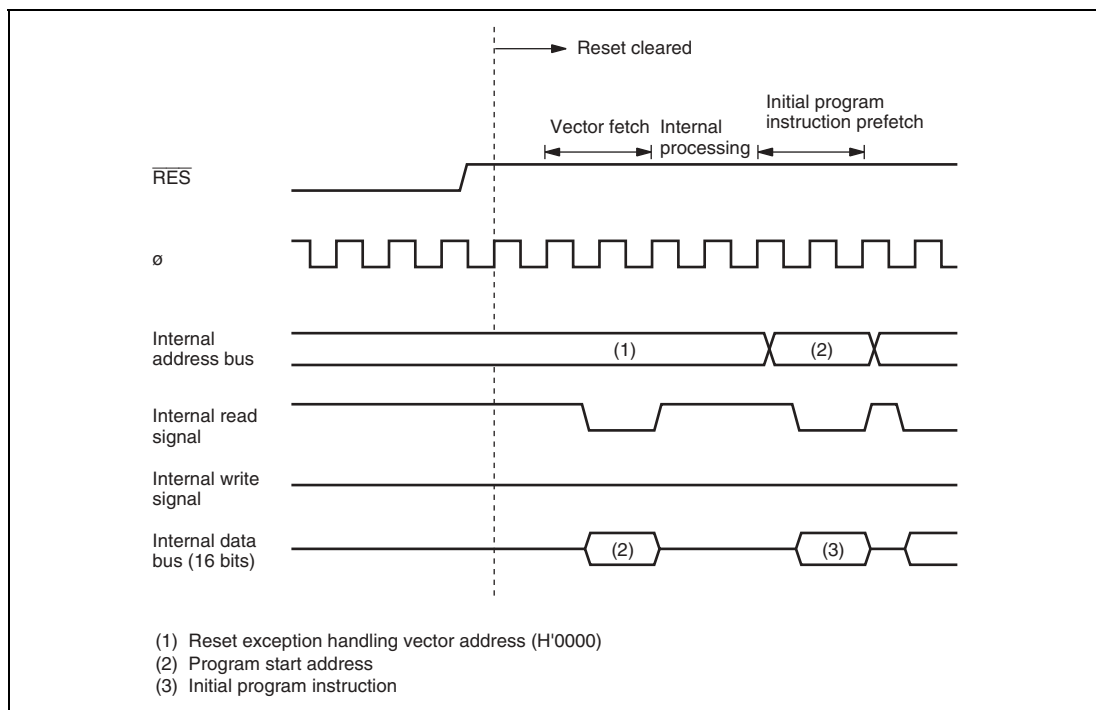 Reset cleared
Initial program
instruction prefetch
Vector fetch
Internal
processing
RES
ø
Internal
address bus
(1)
(2)
Internal read
signal
Internal write
signal
Internal data
bus (16 bits)
(2)
(3)
(1) Reset exception handling vector address (H'0000)
(2) Program start address
(3) Initial program instruction